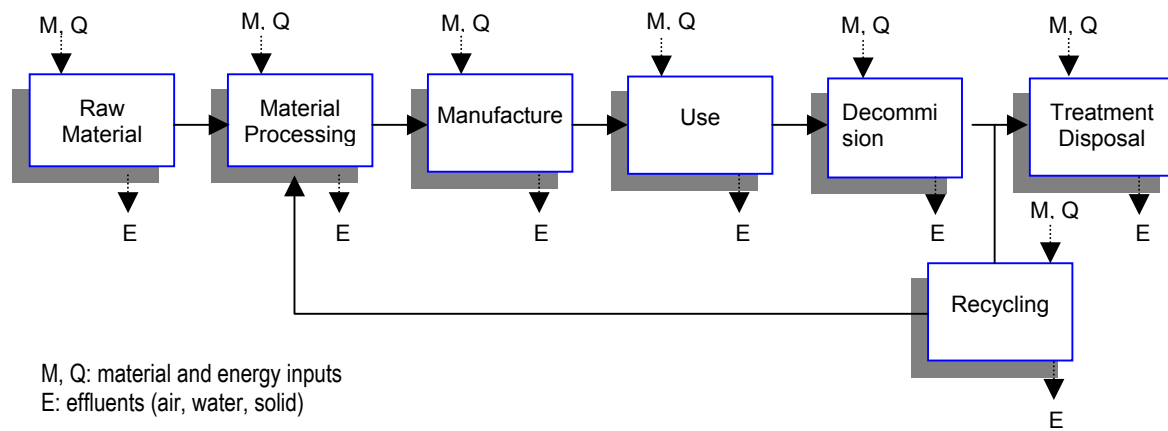 M, Q
M, Q
M, Q
M, Q
M, Q
M, Q
Raw
Material
Material
Processing
Manufacture
Use
Decommi
sion
Treatment
Disposal
E
E
E
E
E
E
M, Q
Recycling
E
M, Q: material and energy inputs
E: effluents (air, water, solid)